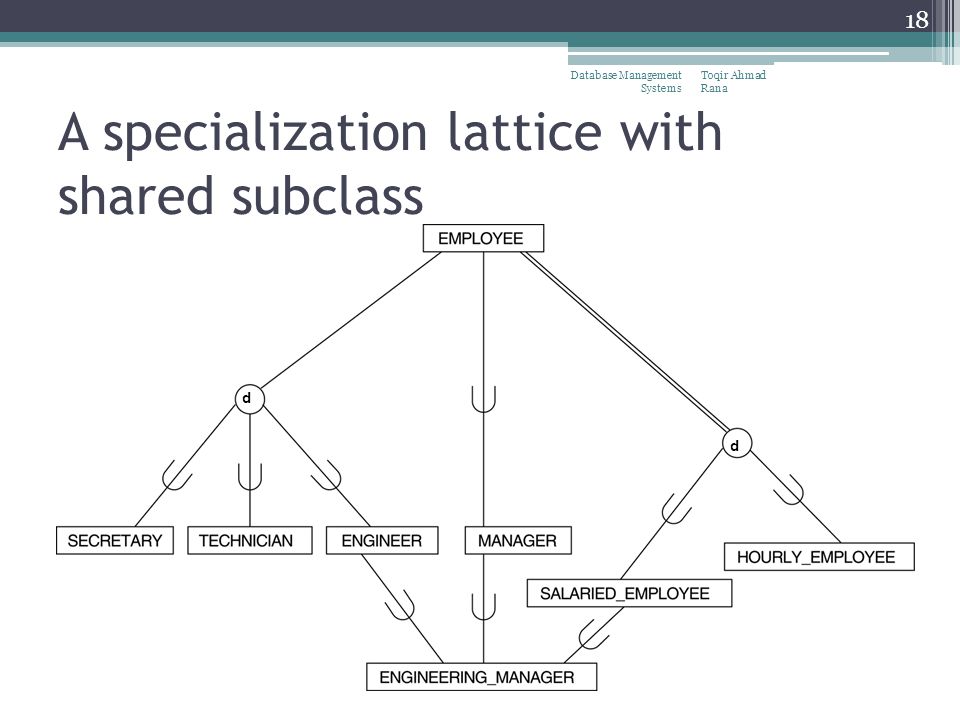 18
Database Management Systems
Toqir Ahmad Rana
A specialization lattice with
shared subclass
EMPLOYEE
d
d
SECRETARY
TECHNICIAN
ENGINEER
MANAGER
HOURLY_EMPLOYEE
SALARIED_EMPLOYEE
ENGINEERING_MANAGER